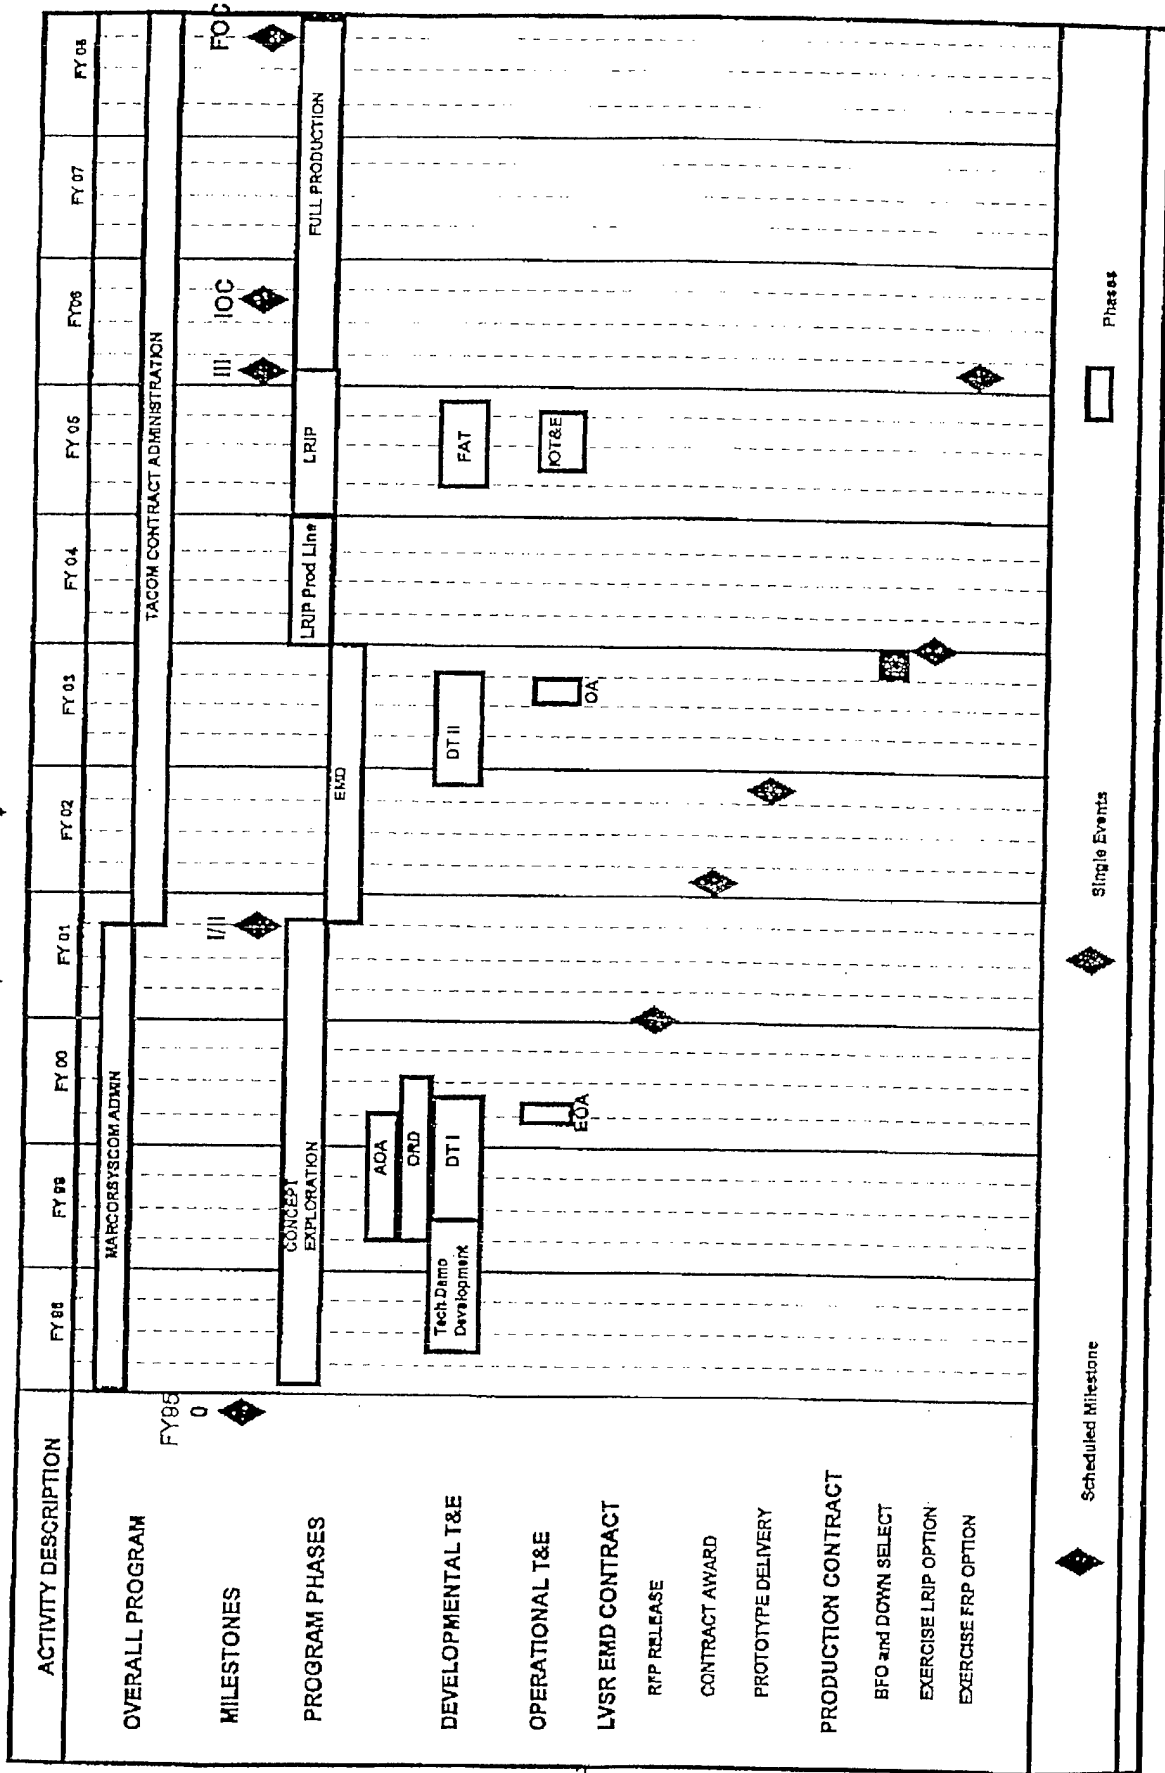 ACTIVITY DESCRIPTION
FY 98
FY 99
FY 00
FY 01
FY 02
FY 03
FY 04
FY 05
FY06
FY 07
FY 08
OVERALL PROGRAM
MARCORSYSCOM ADMIN
TACOM CONTRACT ADMINISTRATION
MILESTONES
FY95
0
I/II
III
IOC
FOC
PROGRAM PHASES
CONCEPT
EXPLORATION
EMD
LRIP Prod Line
LRIP
FULL PRODUCTION
AOA
ORD
DEVELOPMENTAL T&E
Tech Demo
Development
DT I
DT II
FAT
OPERATIONAL T&E
EOA
OA
IOT&E
LVSR EMD CONTRACT
RFP RELEASE
CONTRACT AWARD
PROTOTYPE DELIVERY
PRODUCTION CONTRACT
BFO and DOWN SELECT
EXERCISE LRIP OPTION
EXERCISE FRP OPTION
Scheduled Milestone
Single Events
Phases